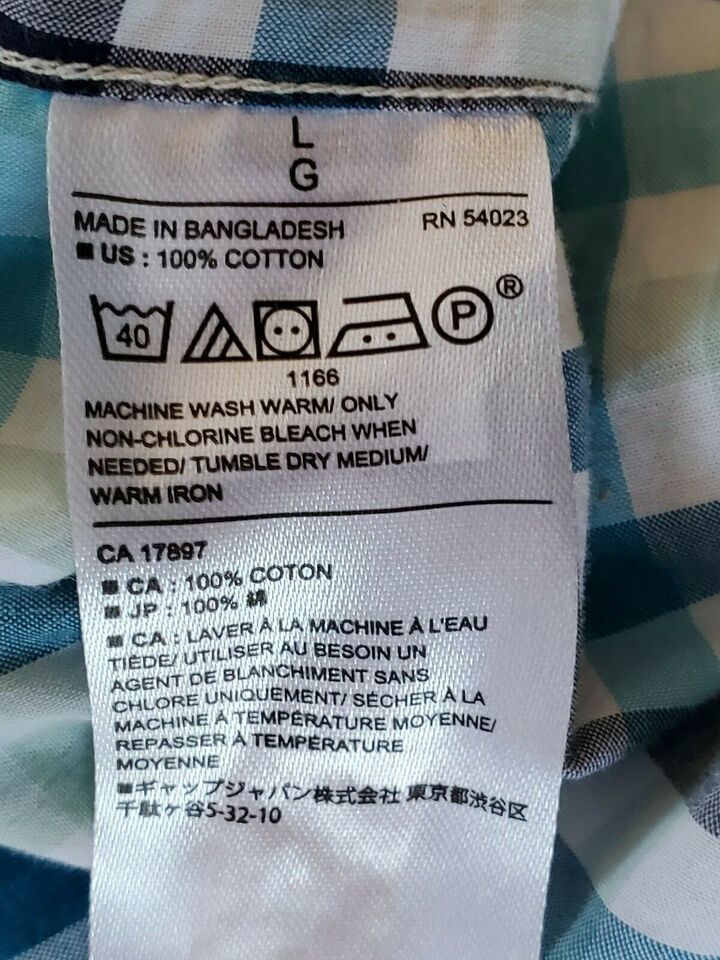 L
G
MADE IN BANGLADESH RN 54023
■ US : 100% COTTON
40 P ®
1166
MACHINE WASH WARM/ ONLY
NON-CHLORINE BLEACH WHEN
NEEDED/ TUMBLE DRY MEDIUM/
WARM IRON
CA 17897
■ CA : 100% COTON
■ JP : 100% 綿
■ CA : LAVER À LA MACHINE À L'EAU
TIÈDE/ UTILISER AU BESOIN UN
AGENT DE BLANCHIMENT SANS
CHLORE UNIQUEMENT/ SÉCHER À LA
MACHINE À TEMPÉRATURE MOYENNE/
REPASSER À TEMPÉRATURE
MOYENNE
■ギャップジャパン株式会社 東京都渋谷区
千駄ヶ谷5-32-10